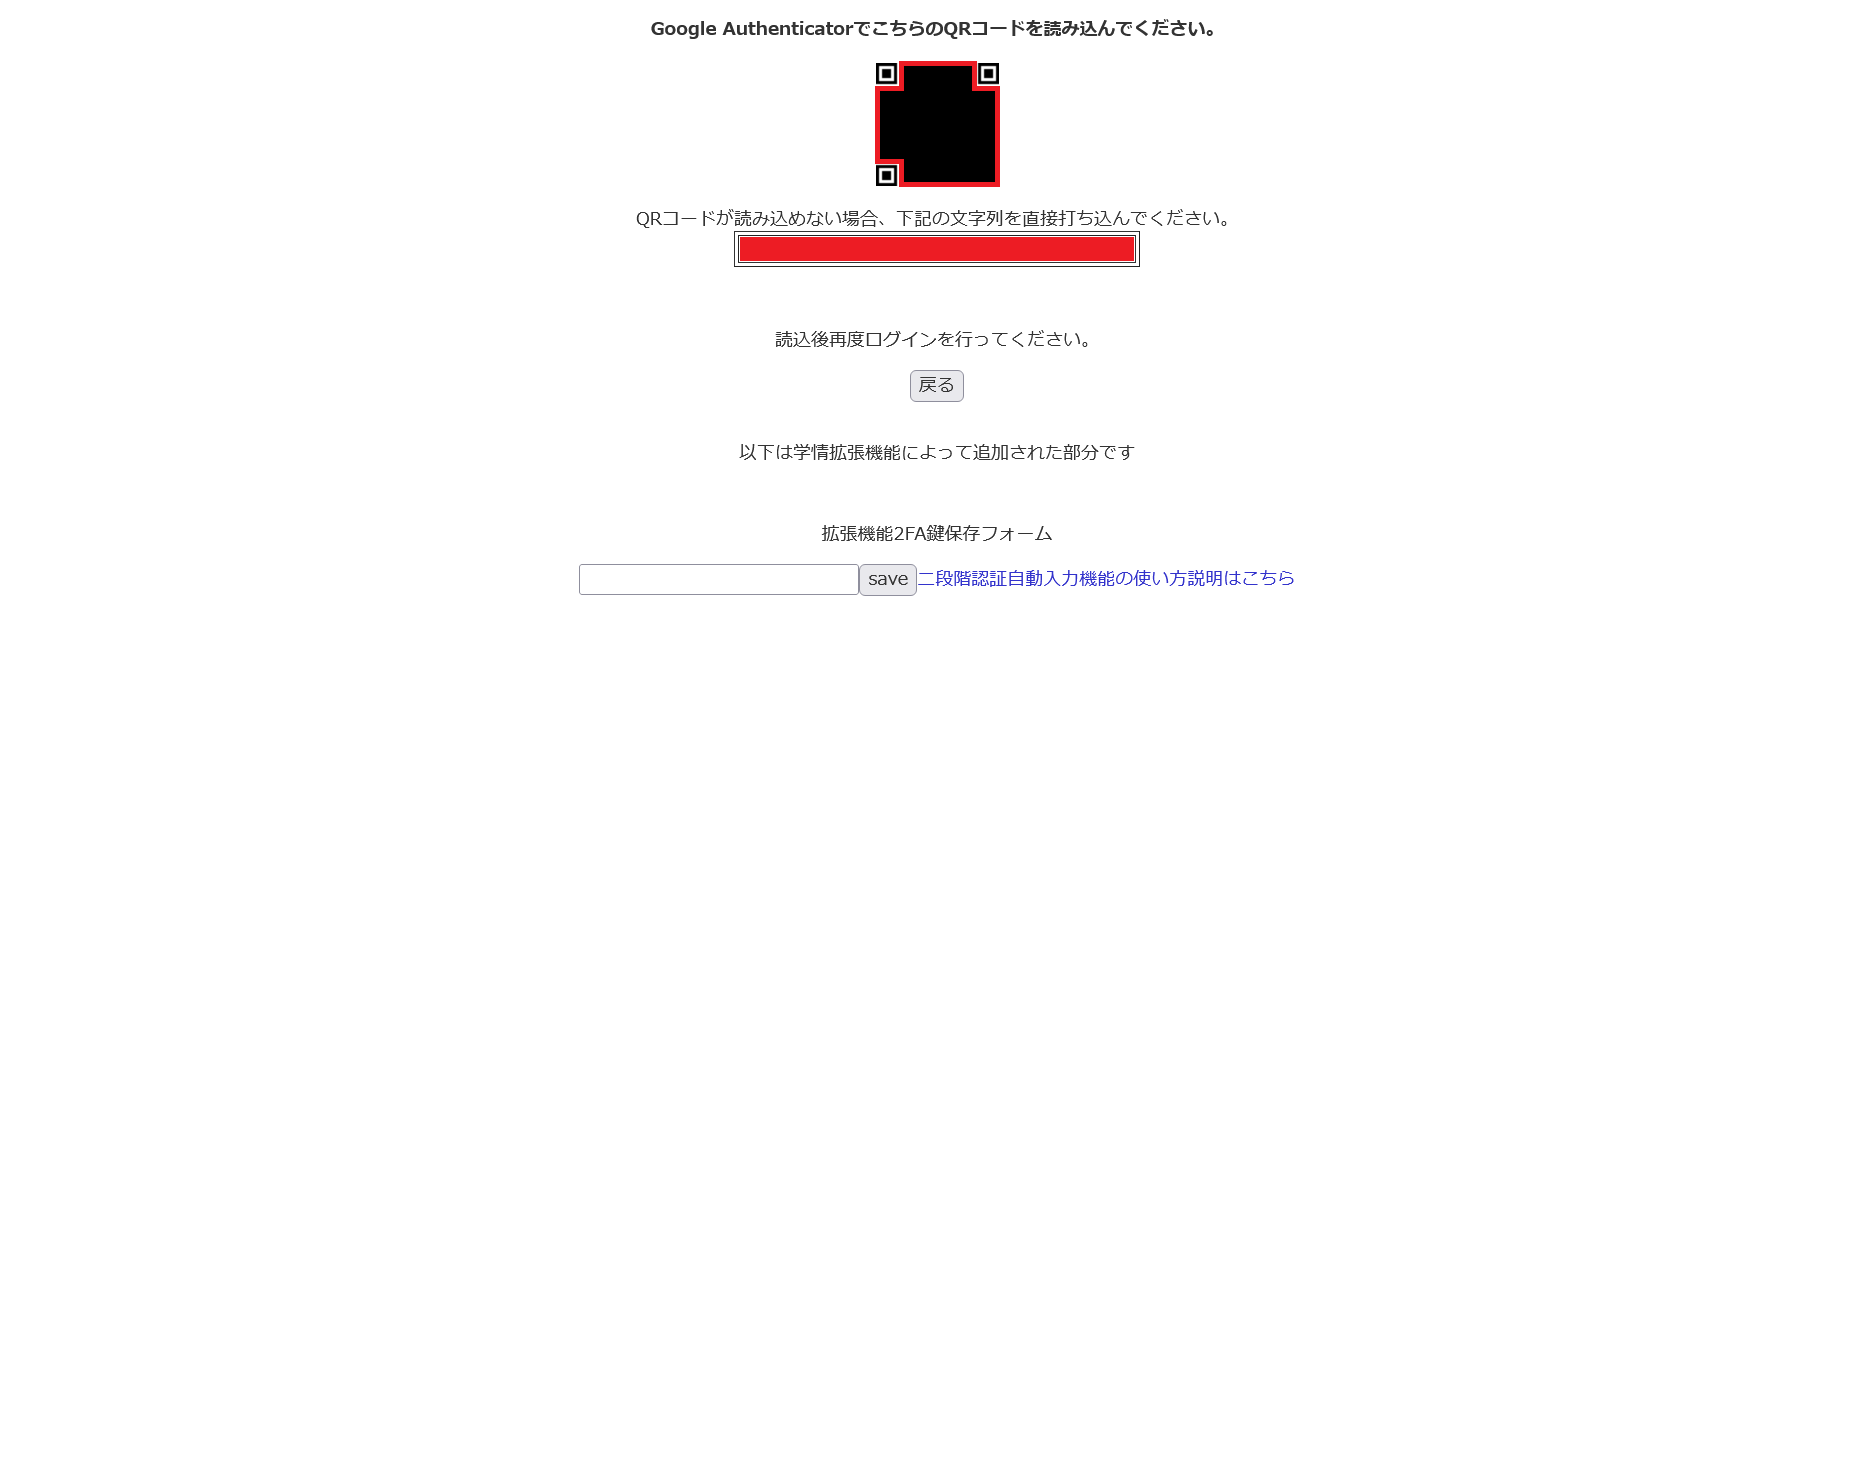 Google AuthenticatorでこちらのQRコードを読み込んでください。
QRコードが読み込めない場合、下記の文字列を直接打ち込んでください。
読込後再度ログインを行ってください。
戻る
以下は学情拡張機能によって追加された部分です
拡張機能2FA鍵保存フォーム
save二段階認証自動入力機能の使い方説明はこちら